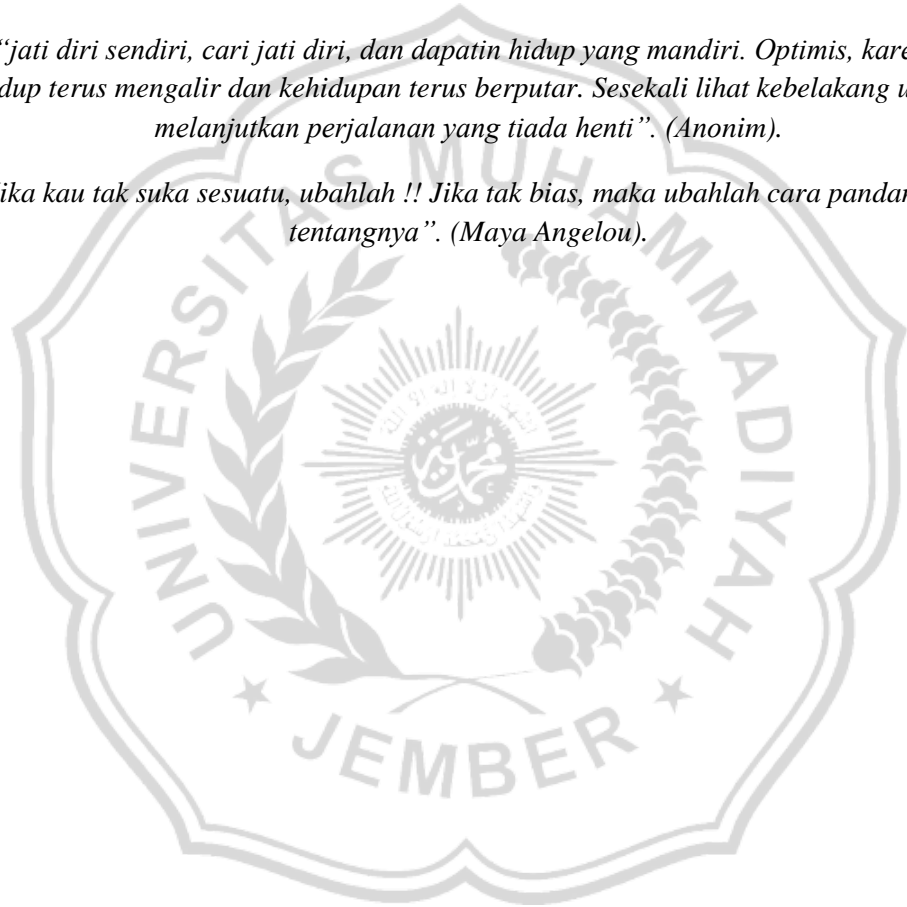 “jati diri sendiri, cari jati diri, dan dapatin hidup yang mandiri. Optimis, kare
dup terus mengalir dan kehidupan terus berputar. Sesekali lihat kebelakang u
melanjutkan perjalanan yang tiada henti”. (Anonim).
ika kau tak suka sesuatu, ubahlah !! Jika tak bias, maka ubahlah cara pandan
tentangnya”. (Maya Angelou).
UNIVERSITAS MUHAMMADIYAH
JEMBER